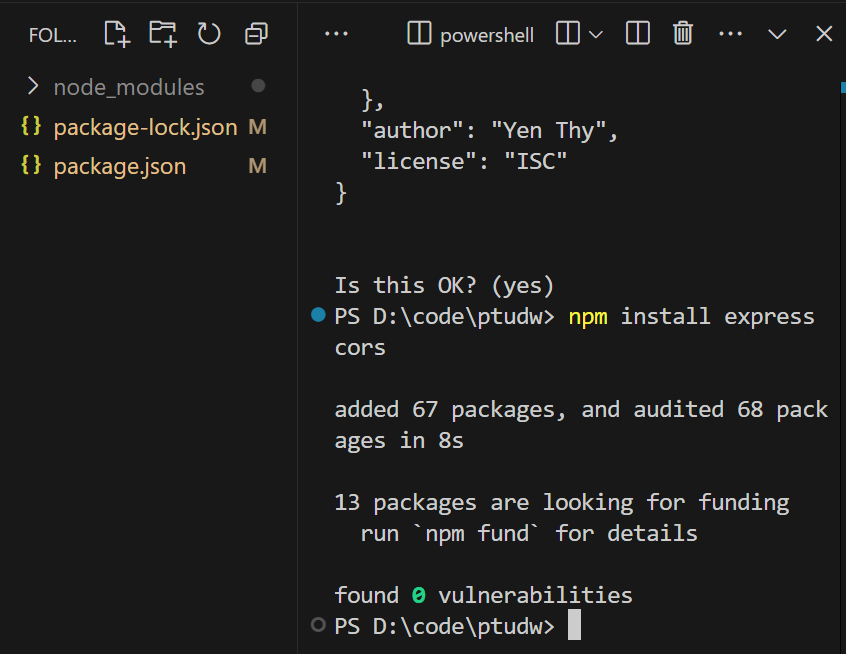 FOL...
powershell
node_modules
{} package-lock.json M
{} package.json M
},
"author": "Yen Thy",
"license": "ISC"
}
Is this OK? (yes)
PS D:\code\ptudw> npm install express
cors
added 67 packages, and audited 68 pack
ages in 8s
13 packages are looking for funding
run `npm fund` for details
found 0 vulnerabilities
PS D:\code\ptudw>